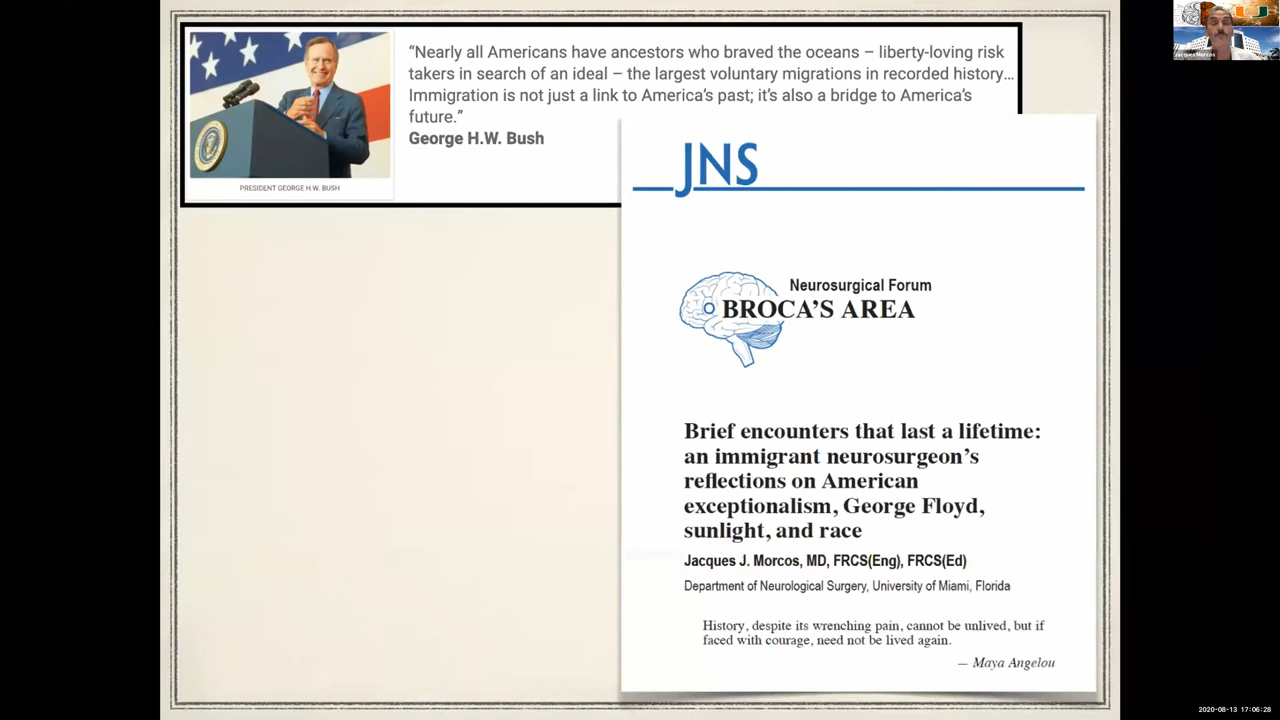 “Nearly all Americans have ancestors who braved the oceans – liberty-loving risk
takers in search of an ideal – the largest voluntary migrations in recorded history…
Immigration is not just a link to America’s past; it’s also a bridge to America’s
future.”
George H.W. Bush
PRESIDENT GEORGE H.W. BUSH
JNS
Neurosurgical Forum
BROCA’S AREA
Brief encounters that last a lifetime:
an immigrant neurosurgeon’s
reflections on American
exceptionalism, George Floyd,
sunlight, and race
Jacques J. Morcos, MD, FRCS(Eng), FRCS(Ed)
Department of Neurological Surgery, University of Miami, Florida
History, despite its wrenching pain, cannot be unlived, but if
faced with courage, need not be lived again.
— Maya Angelou
Jacques Morcos
2020-08-13 17:06:28